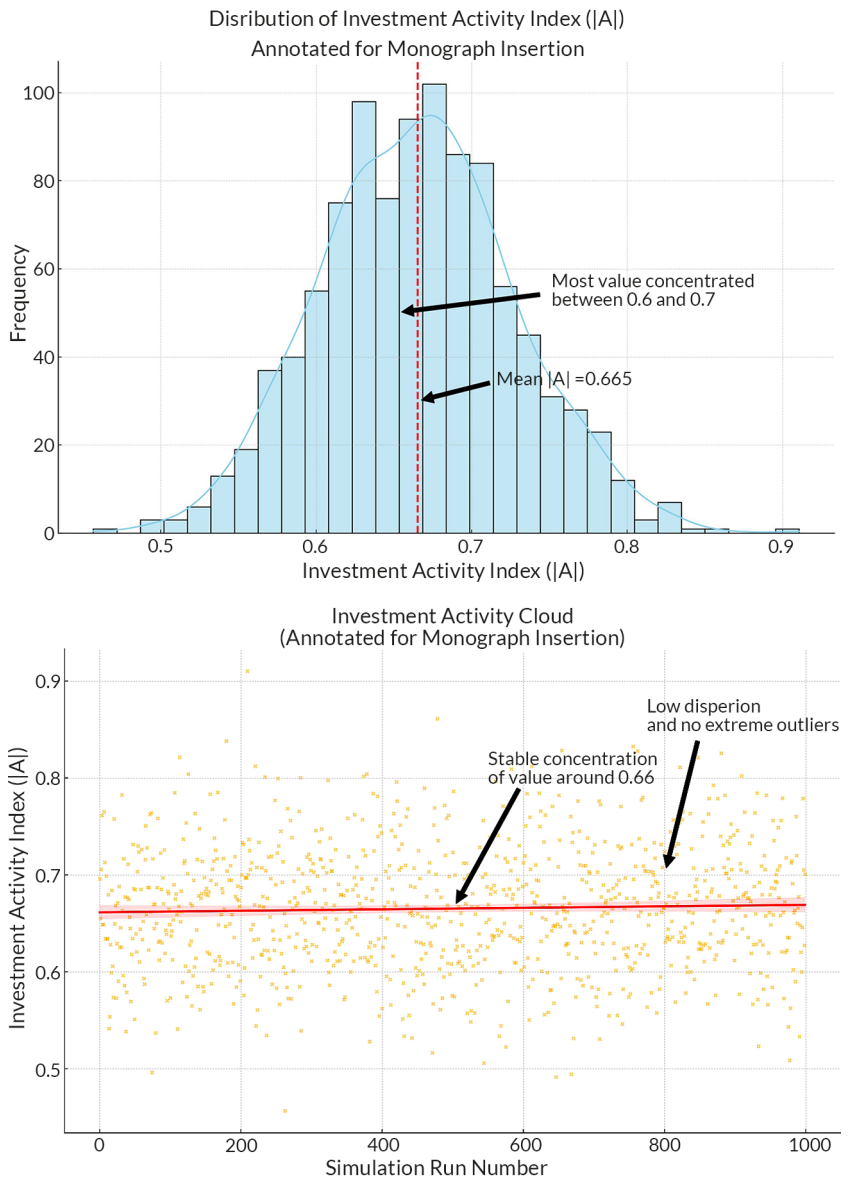 Disribution of Investment Activity Index (|A|)
Annotated for Monograph Insertion
100
80
60
40
20
0
Frequency
Most value concentrated
between 0.6 and 0.7
Mean |A| =0.665
0.5 0.6 0.7 0.8 0.9
Investment Activity Index (|A|)
Investment Activity Cloud
(Annotated for Monograph Insertion)
0.9
0.8
0.7
0.6
0.5
Investment Activity Index (|A|)
Low disperion
and no extreme outliers
Stable concentration
of value around 0.66
0 200 400 600 800 1000
Simulation Run Number